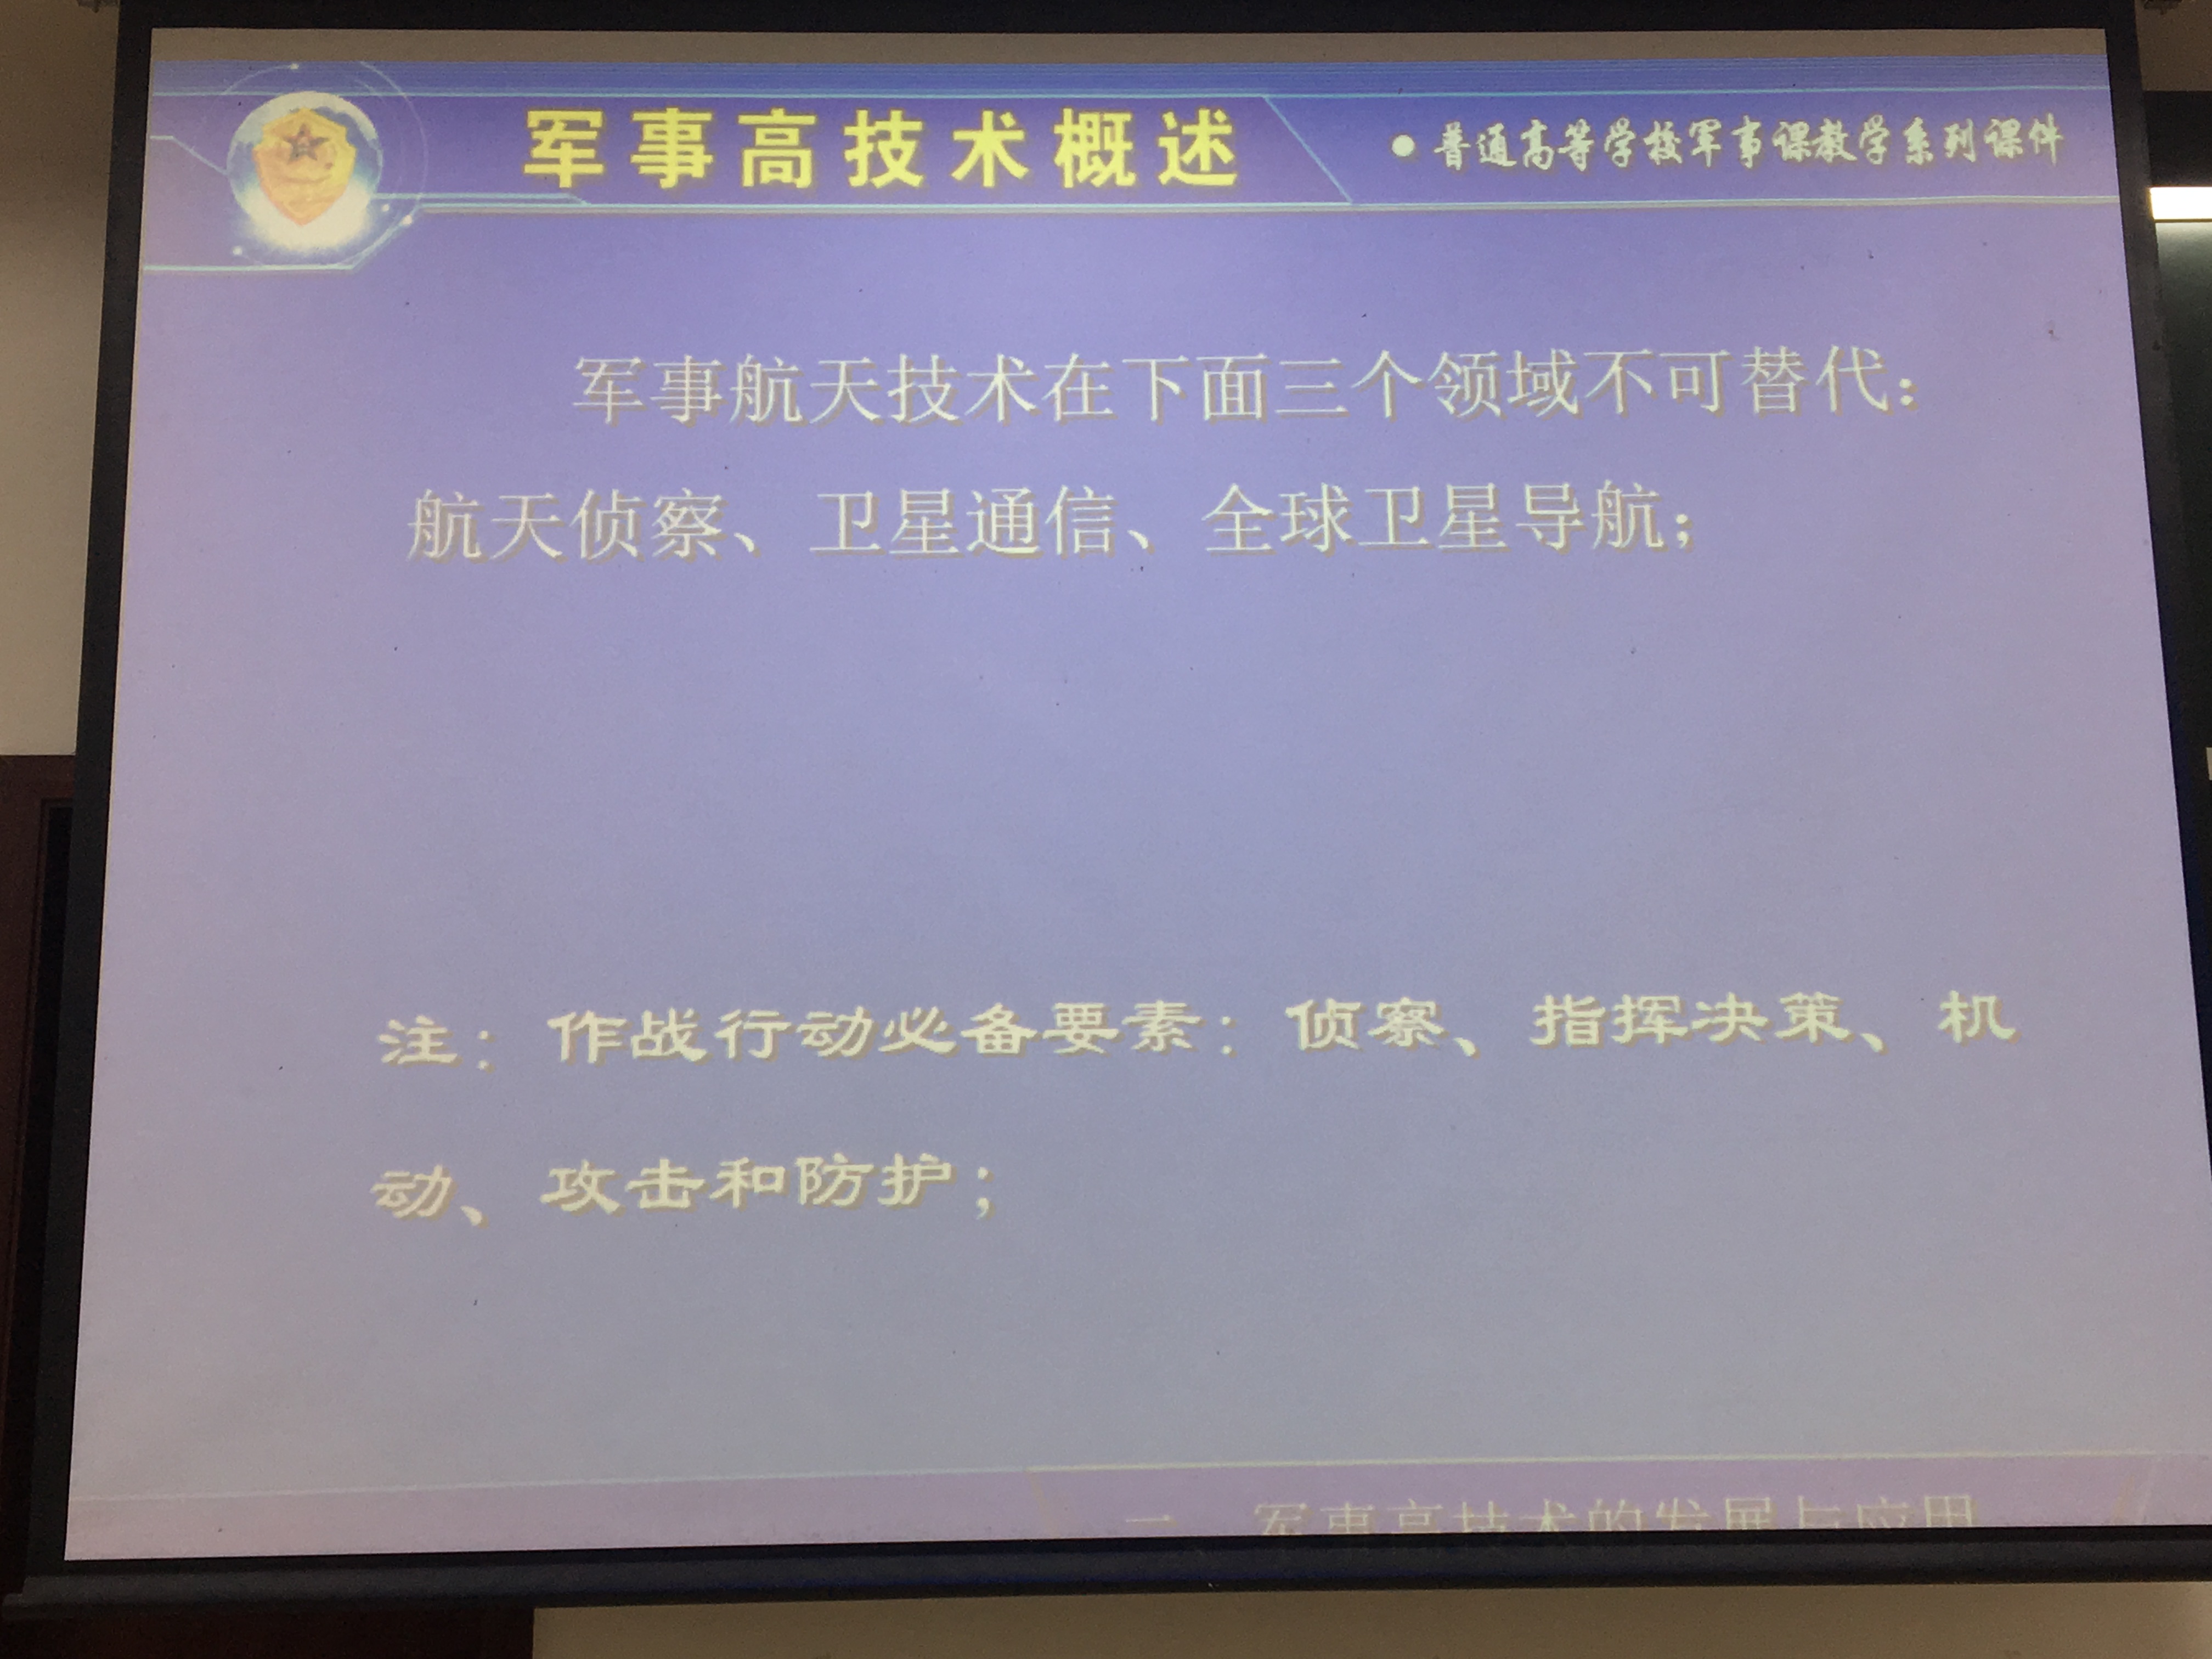 军事高技术概述
●普通高等学校军事课教学系列课件
军事航天技术在下面三个领域不可替代：
航天侦察、卫星通信、全球卫星导航；
注：作战行动必备要素：侦察、指挥决策、机
动、攻击和防护；
军事高技术的发展与应用